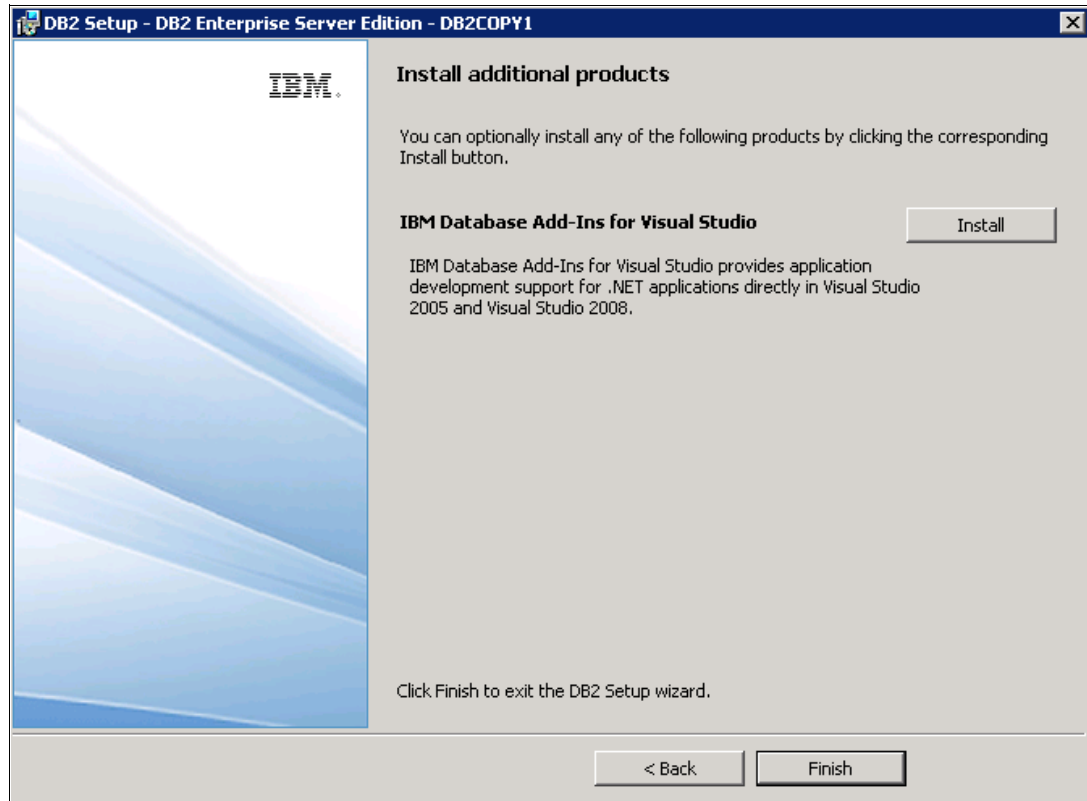 DB2 Setup - DB2 Enterprise Server Edition - DB2COPY1
IBM.
Install additional products
You can optionally install any of the following products by clicking the corresponding
Install button.
IBM Database Add-Ins for Visual Studio
Install
IBM Database Add-Ins for Visual Studio provides application
development support for .NET applications directly in Visual Studio
2005 and Visual Studio 2008.
Click Finish to exit the DB2 Setup wizard.
< Back
Finish